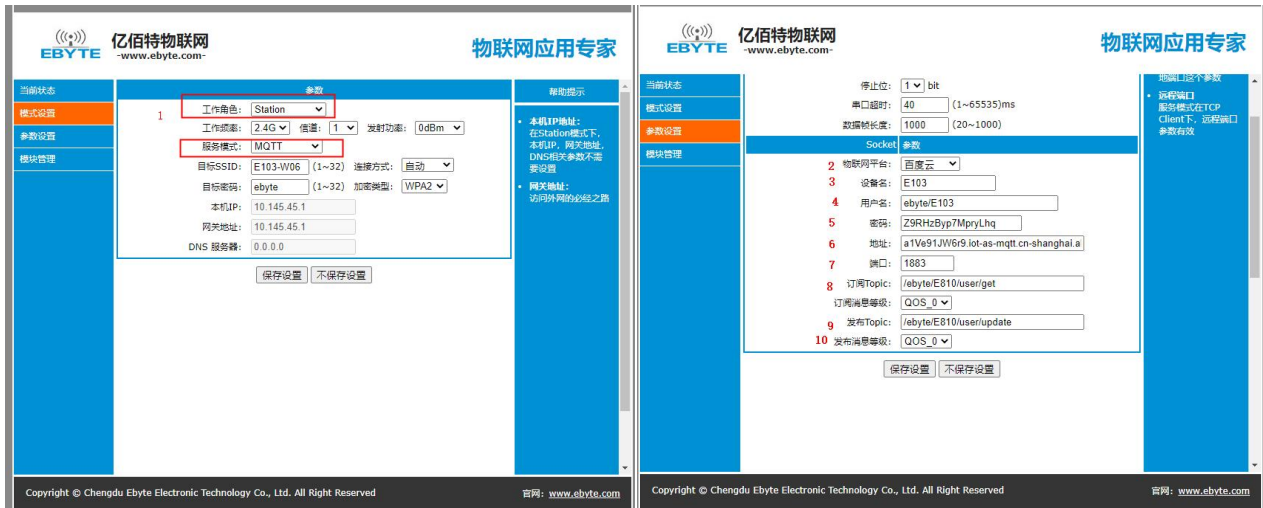 EBYTE
亿佰特物联网
-www.ebyte.com-
物联网应用专家
当前状态
模式设置
参数设置
模块管理
参数
1
工作角色: Station
工作频率: 2.4G 信道: 1 发射功率: 0dBm
服务模式: MQTT
目标SSID: E103-W06 (1~32) 连接方式: 自动
目标密码: ebyte (1~32) 加密类型: WPA2
本机IP: 10.145.45.1
网关地址: 10.145.45.1
DNS 服务器: 0.0.0.0
保存设置 不保存设置
帮助提示
• 本机IP地址:
在Station模式下,
本机IP, 网关地址,
DNS相关参数不需
要设置
• 网关地址:
访问外网的必经之路
Copyright © Chengdu Ebyte Electronic Technology Co., Ltd. All Right Reserved
官网: www.ebyte.com
EBYTE
亿佰特物联网
-www.ebyte.com-
物联网应用专家
当前状态
模式设置
参数设置
模块管理
停止位: 1 bit
串口超时: 40 (1~65535)ms
数据帧长度: 1000 (20~1000)
Socket 参数
2 物联网平台: 百度云
3 设备名: E103
4 用户名: ebyte/E103
5 密码: Z9RHzByp7MpryLhq
6 地址: a1Ve91JW6r9.iot-as-mqtt.cn-shanghai.a
7 端口: 1883
8 订阅Topic: /ebyte/E810/user/get
订阅消息等级: QOS_0
9 发布Topic: /ebyte/E810/user/update
10 发布消息等级: QOS_0
保存设置 不保存设置
地端口这个参数
• 远程端口
服务模式在TCP
Client下, 远程端口
参数有效
Copyright © Chengdu Ebyte Electronic Technology Co., Ltd. All Right Reserved
官网: www.ebyte.com